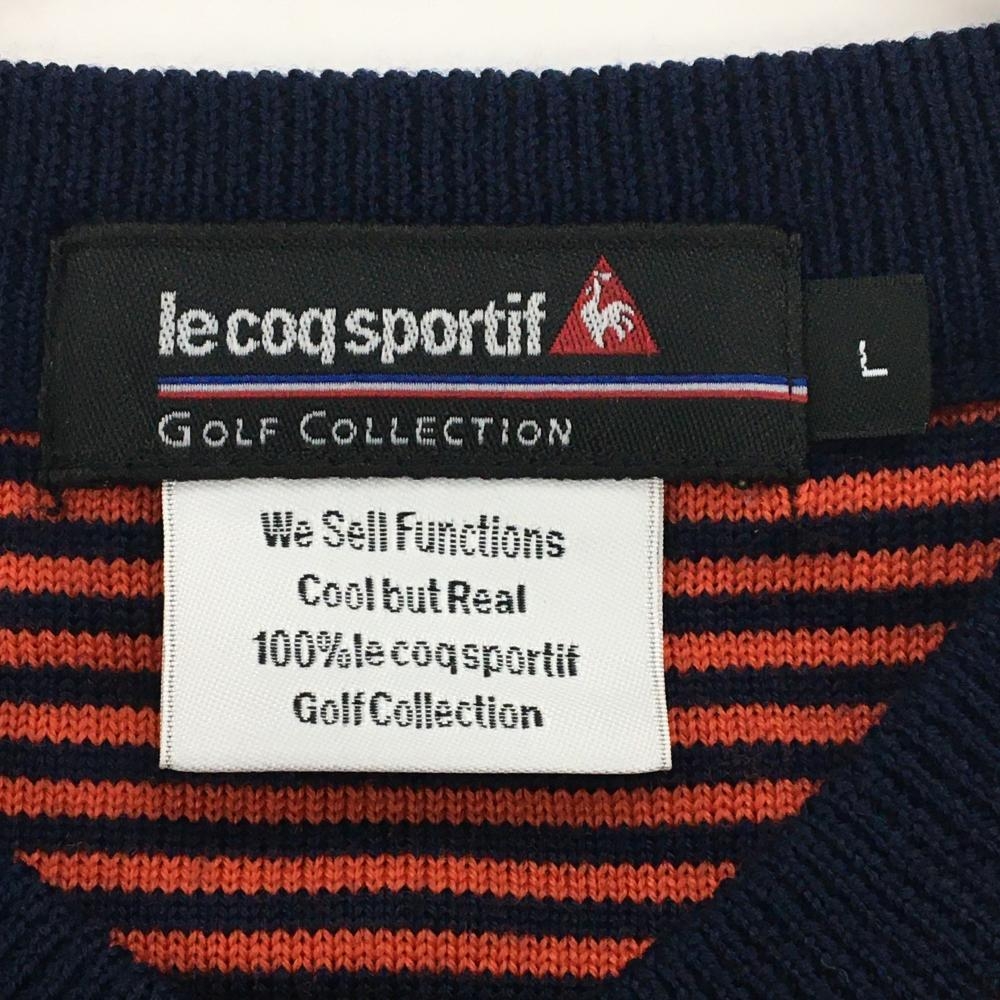 le coq sportif
L
GOLF COLLECTION
We Sell Functions
Cool but Real
100% le coq sportif
Golf Collection